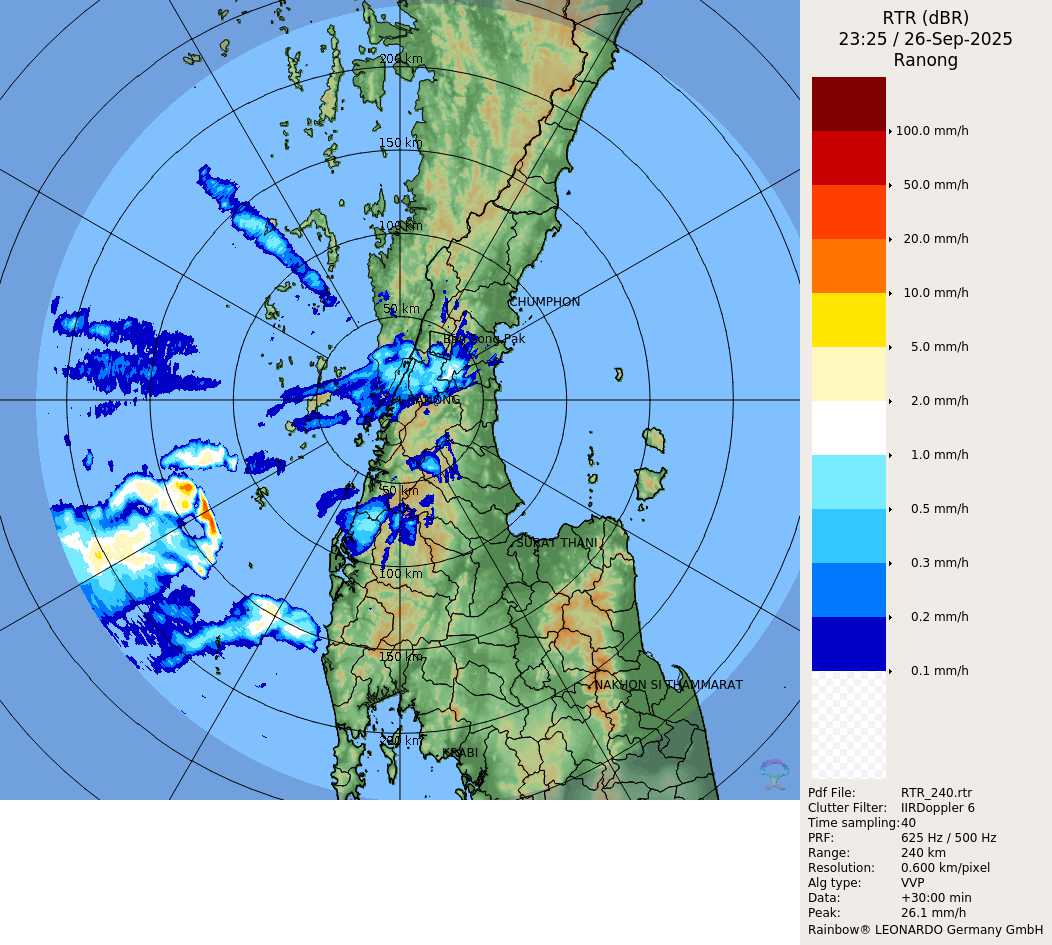 RTR (dBR)
23:25 / 26-Sep-2025
Ranong
100.0 mm/h
50.0 mm/h
20.0 mm/h
10.0 mm/h
5.0 mm/h
2.0 mm/h
1.0 mm/h
0.5 mm/h
0.3 mm/h
0.2 mm/h
0.1 mm/h
200 km
150 km
100 km
50 km
CHUMPHON
Pak
RANONG
50 km
SURAT THANI
100 km
150 km
NAKHON SI THAMMARAT
200 km
KRABI
Pdf File: RTR_240.rtr
Clutter Filter: IIRDoppler 6
Time sampling: 40
PRF: 625 Hz / 500 Hz
Range: 240 km
Resolution: 0.600 km/pixel
Alg type: VVP
Data: +30:00 min
Peak: 26.1 mm/h
Rainbow® LEONARDO Germany GmbH